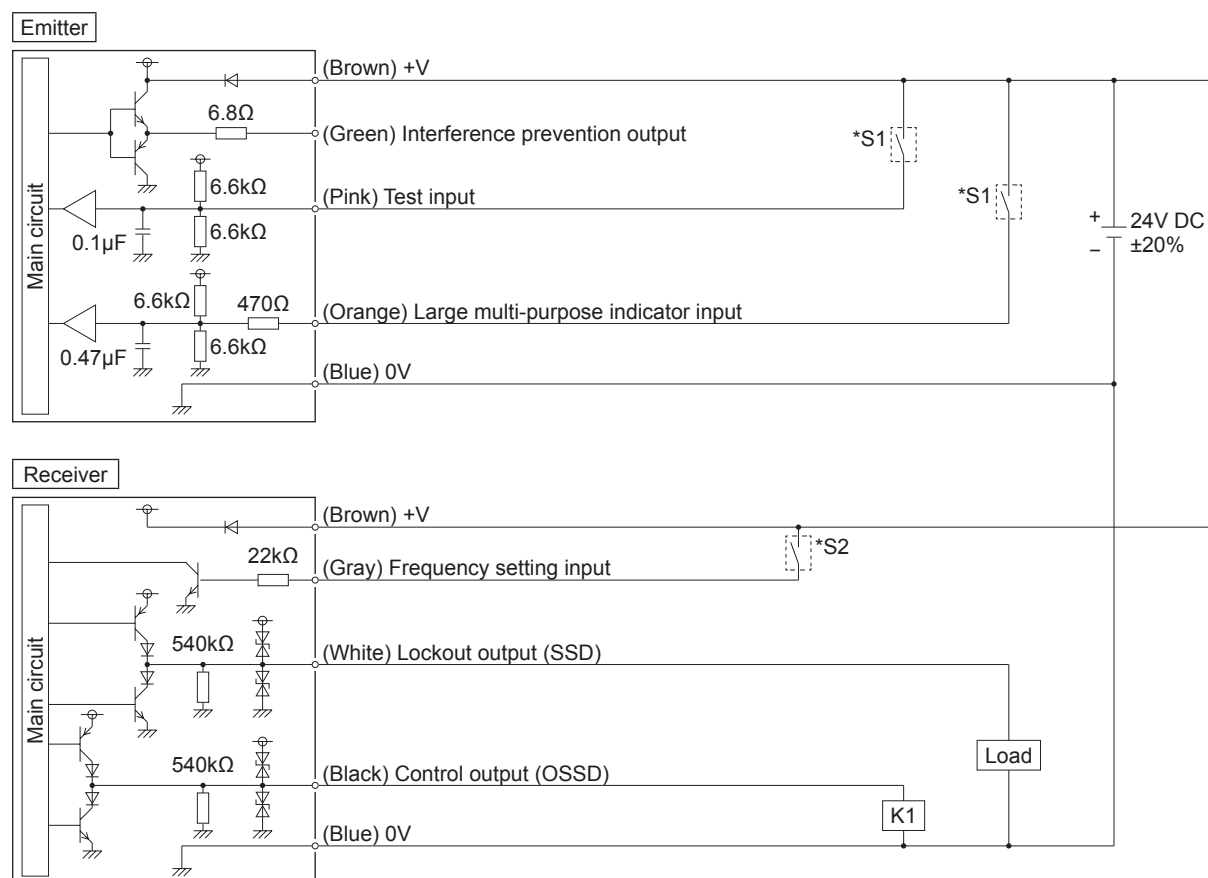 Emitter
Main circuit
(Brown) +V
6.8Ω
(Green) Interference prevention output
*S1
6.6kΩ
(Pink) Test input
*S1
6.6kΩ
0.1μF
+
24V DC
−
±20%
6.6kΩ
470Ω
(Orange) Large multi-purpose indicator input
6.6kΩ
0.47μF
(Blue) 0V
Receiver
Main circuit
(Brown) +V
*S2
22kΩ
(Gray) Frequency setting input
540kΩ
(White) Lockout output (SSD)
Load
540kΩ
(Black) Control output (OSSD)
K1
(Blue) 0V